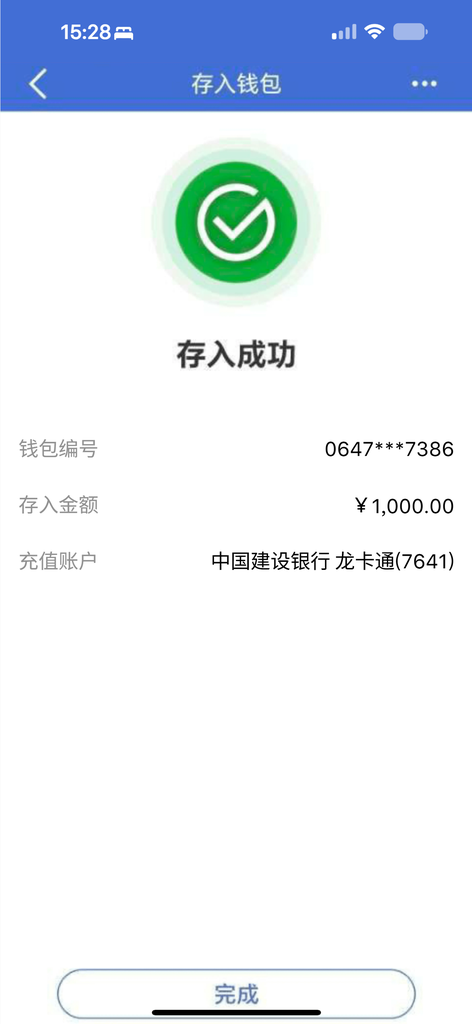 15:28
存入钱包
存入成功
钱包编号 0647***7386
存入金额 ￥1,000.00
充值账户 中国建设银行 龙卡通(7641)
完成